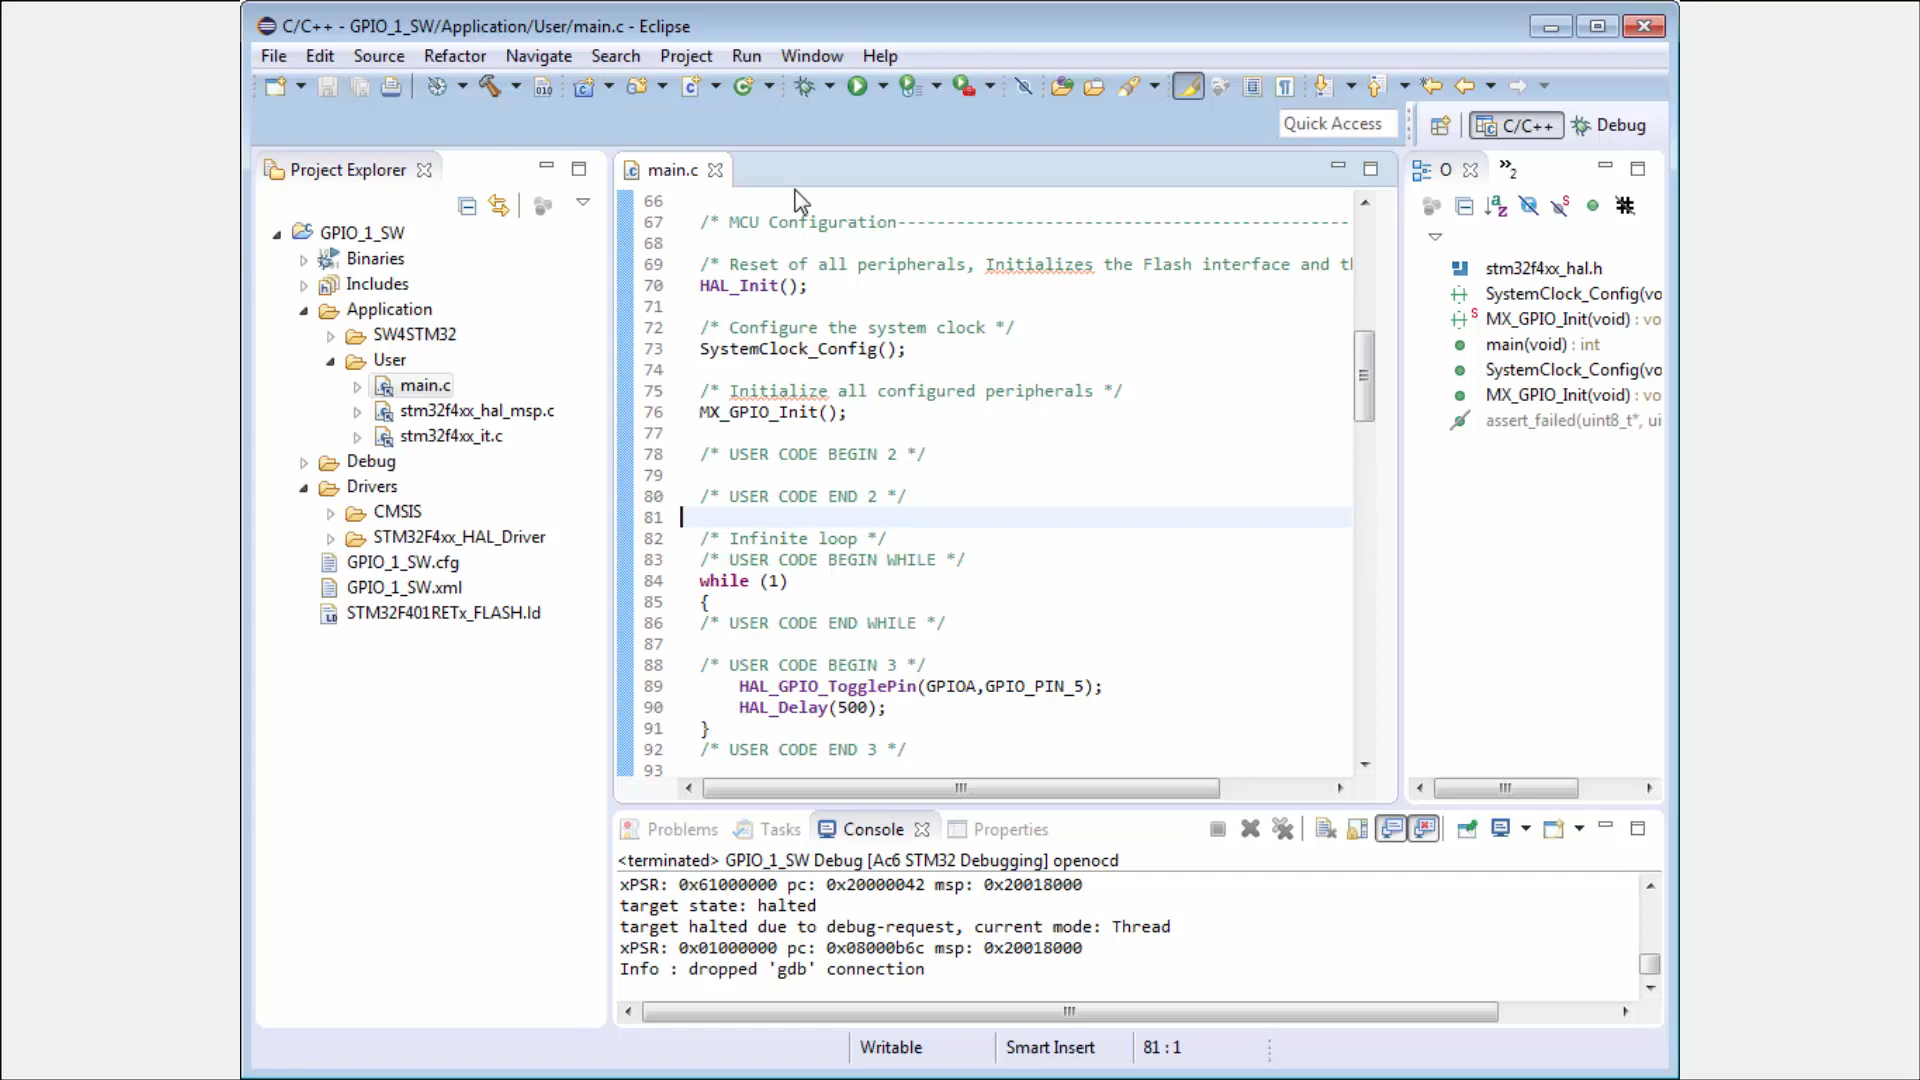 C/C++ - GPIO_1_SW/Application/User/main.c - Eclipse
File Edit Source Refactor Navigate Search Project Run Window Help
Quick Access
C/C++
Debug
Project Explorer
GPIO_1_SW
Binaries
Includes
Application
SW4STM32
User
main.c
stm32f4xx_hal_msp.c
stm32f4xx_it.c
Debug
Drivers
CMSIS
STM32F4xx_HAL_Driver
GPIO_1_SW.cfg
GPIO_1_SW.xml
STM32F401RETx_FLASH.ld
main.c
66
67 /* MCU Configuration----------------------------------------------
68
69 /* Reset of all peripherals, Initializes the Flash interface and th
70 HAL_Init();
71
72 /* Configure the system clock */
73 SystemClock_Config();
74
75 /* Initialize all configured peripherals */
76 MX_GPIO_Init();
77
78 /* USER CODE BEGIN 2 */
79
80 /* USER CODE END 2 */
81
82 /* Infinite loop */
83 /* USER CODE BEGIN WHILE */
84 while (1)
85 {
86 /* USER CODE END WHILE */
87
88 /* USER CODE BEGIN 3 */
89 HAL_GPIO_TogglePin(GPIOA,GPIO_PIN_5);
90 HAL_Delay(500);
91 }
92 /* USER CODE END 3 */
93
O
»2
stm32f4xx_hal.h
SystemClock_Config(vo
MX_GPIO_Init(void) : vo
main(void) : int
SystemClock_Config(vo
MX_GPIO_Init(void) : vo
assert_failed(uint8_t*, ui
Problems Tasks Console Properties
<terminated> GPIO_1_SW Debug [Ac6 STM32 Debugging] openocd
xPSR: 0x61000000 pc: 0x20000042 msp: 0x20018000
target state: halted
target halted due to debug-request, current mode: Thread
xPSR: 0x01000000 pc: 0x08000b6c msp: 0x20018000
Info : dropped 'gdb' connection
Writable Smart Insert 81 : 1